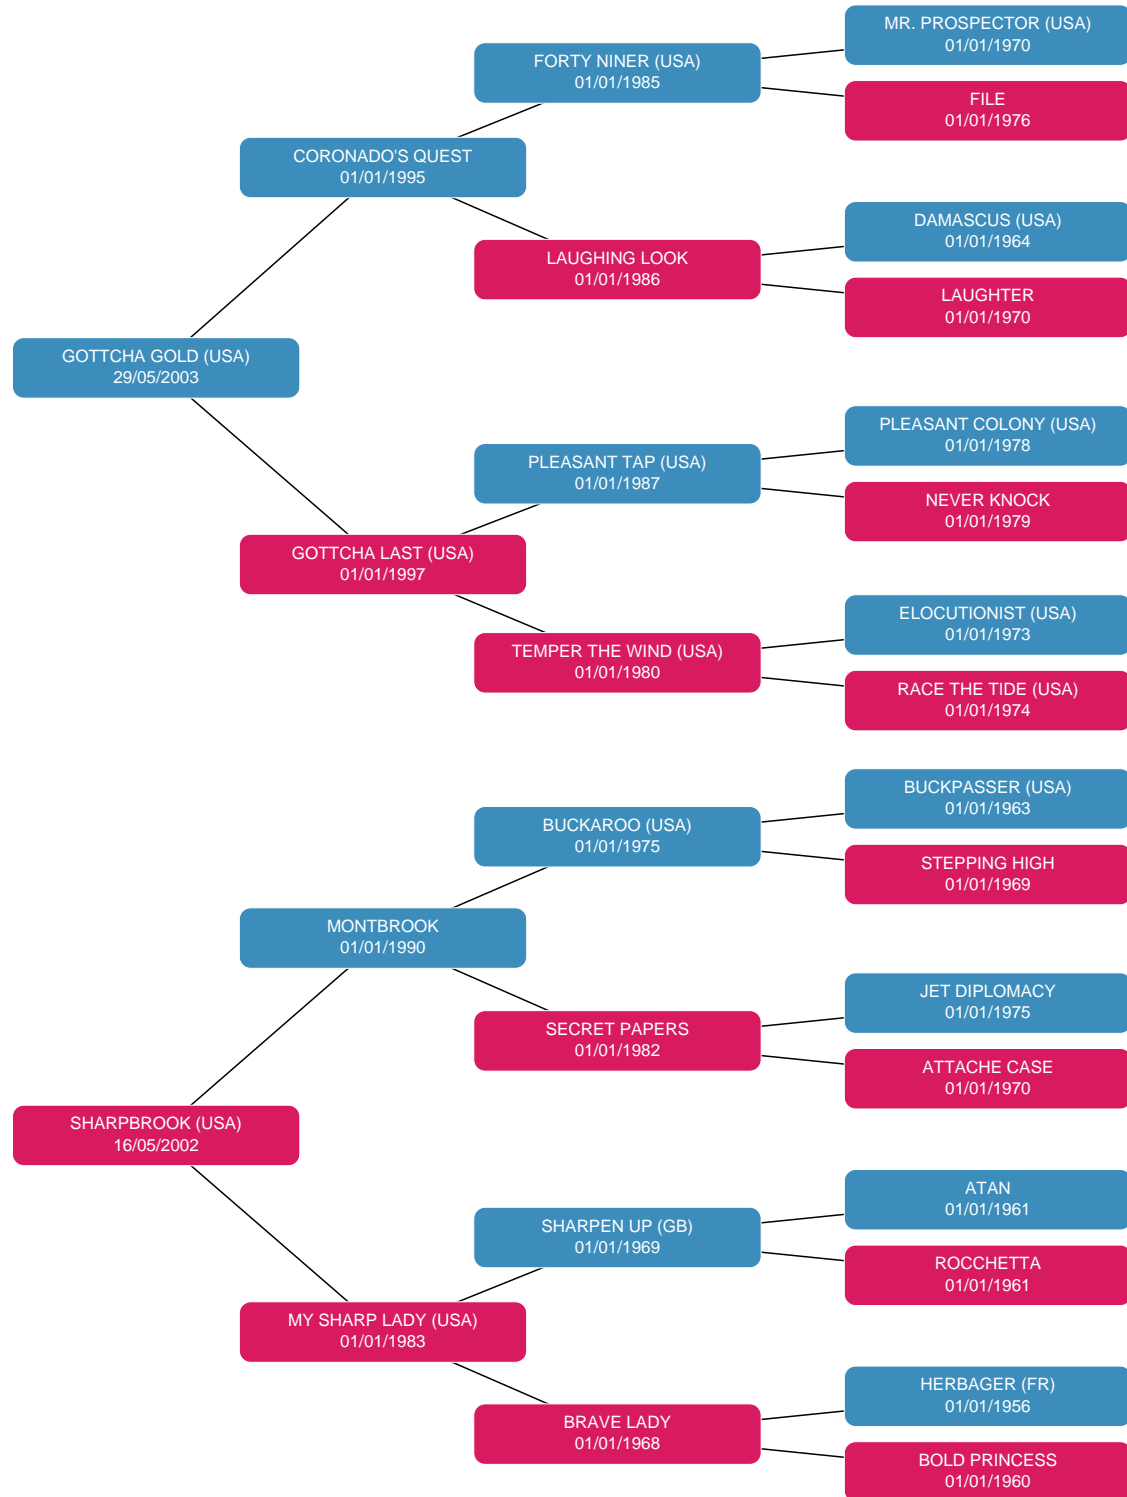 MR. PROSPECTOR (USA)
01/01/1970
FORTY NINER (USA)
01/01/1985
FILE
01/01/1976
CORONADO'S QUEST
01/01/1995
DAMASCUS (USA)
01/01/1964
LAUGHING LOOK
01/01/1986
LAUGHTER
01/01/1970
GOTTCHA GOLD (USA)
29/05/2003
PLEASANT COLONY (USA)
01/01/1978
PLEASANT TAP (USA)
01/01/1987
NEVER KNOCK
01/01/1979
GOTTCHA LAST (USA)
01/01/1997
ELOCUTIONIST (USA)
01/01/1973
TEMPER THE WIND (USA)
01/01/1980
RACE THE TIDE (USA)
01/01/1974
BUCKPASSER (USA)
01/01/1963
BUCKAROO (USA)
01/01/1975
STEPPING HIGH
01/01/1969
MONTBROOK
01/01/1990
JET DIPLOMACY
01/01/1975
SECRET PAPERS
01/01/1982
ATTACHE CASE
01/01/1970
SHARPBROOK (USA)
16/05/2002
ATAN
01/01/1961
SHARPEN UP (GB)
01/01/1969
ROCCHETTA
01/01/1961
MY SHARP LADY (USA)
01/01/1983
HERBAGER (FR)
01/01/1956
BRAVE LADY
01/01/1968
BOLD PRINCESS
01/01/1960